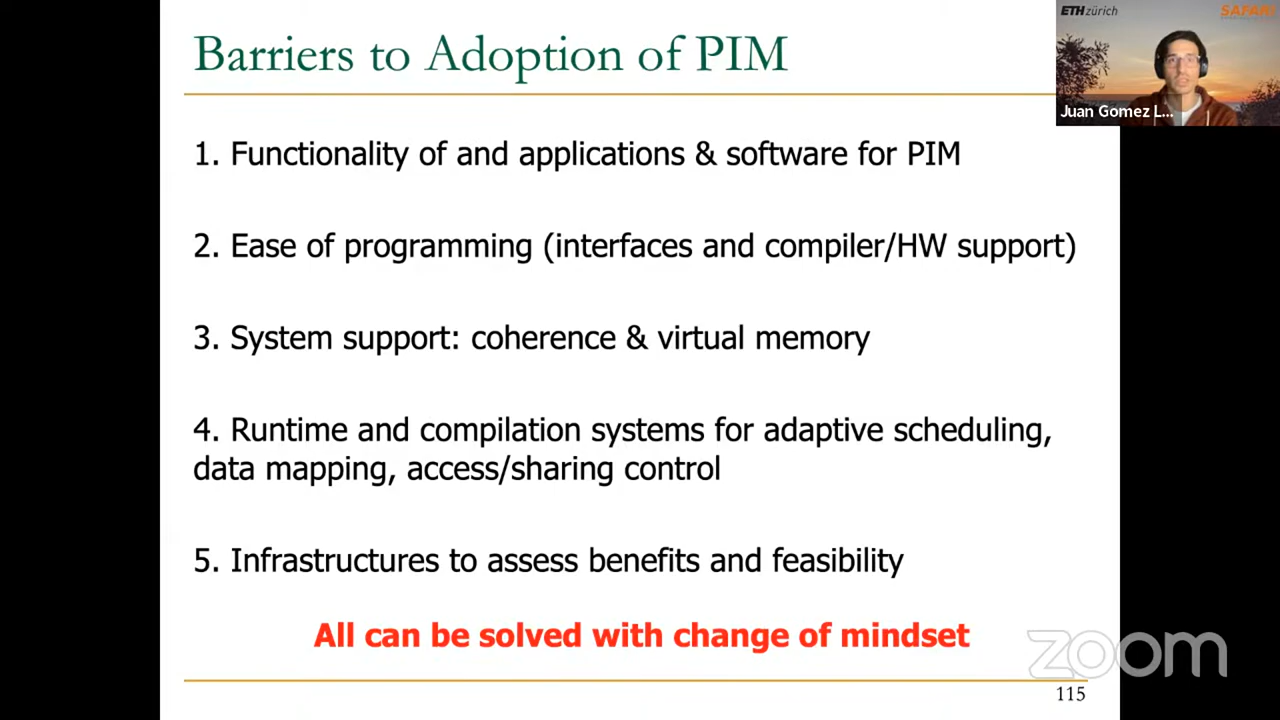 Barriers to Adoption of PIM
ETH zürich
SAFARI
Juan Gomez L...
1. Functionality of and applications & software for PIM
2. Ease of programming (interfaces and compiler/HW support)
3. System support: coherence & virtual memory
4. Runtime and compilation systems for adaptive scheduling,
data mapping, access/sharing control
5. Infrastructures to assess benefits and feasibility
All can be solved with change of mindset
zoom
115